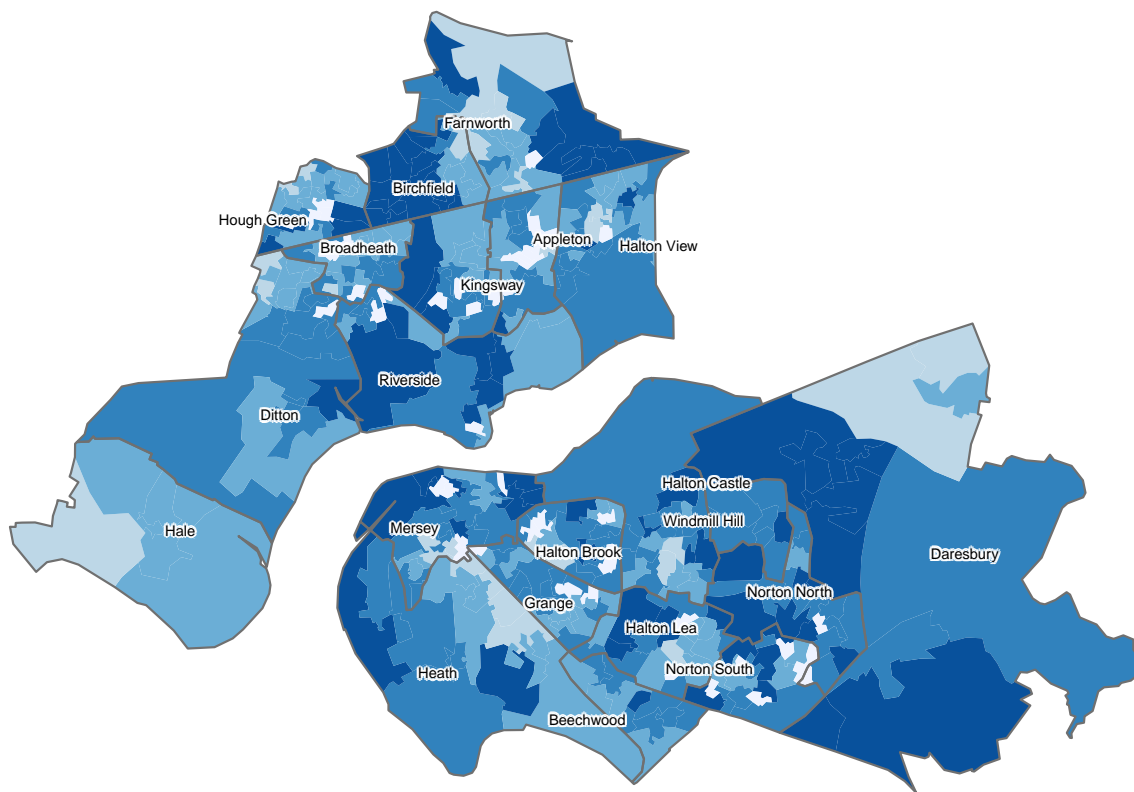 Farnworth
Birchfield
Hough Green
Appleton
Halton View
Broadheath
Kingsway
Riverside
Ditton
Halton Castle
Windmill Hill
Mersey
Hale
Halton Brook
Daresbury
Norton North
Grange
Halton Lea
Heath
Norton South
Beechwood